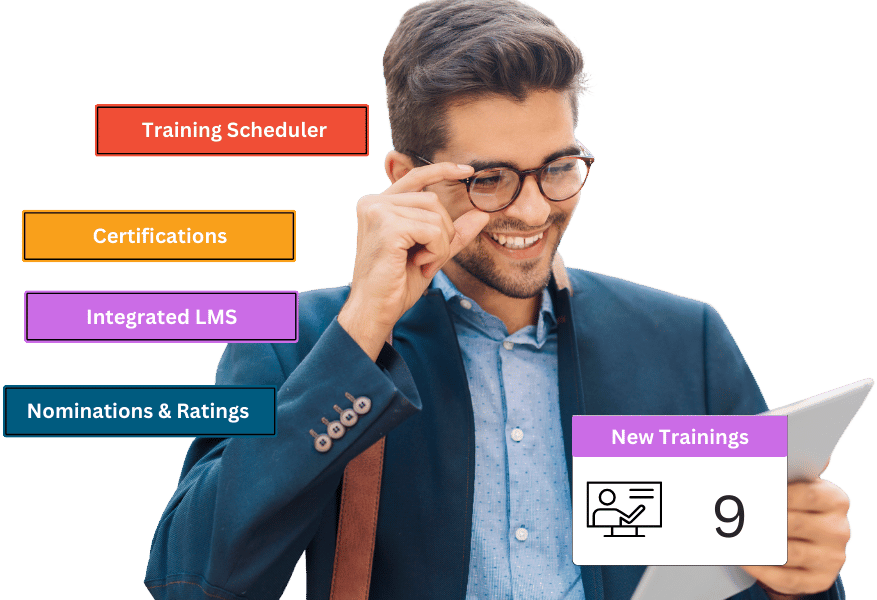 Training Scheduler
Certifications
Integrated LMS
Nominations & Ratings
New Trainings
9